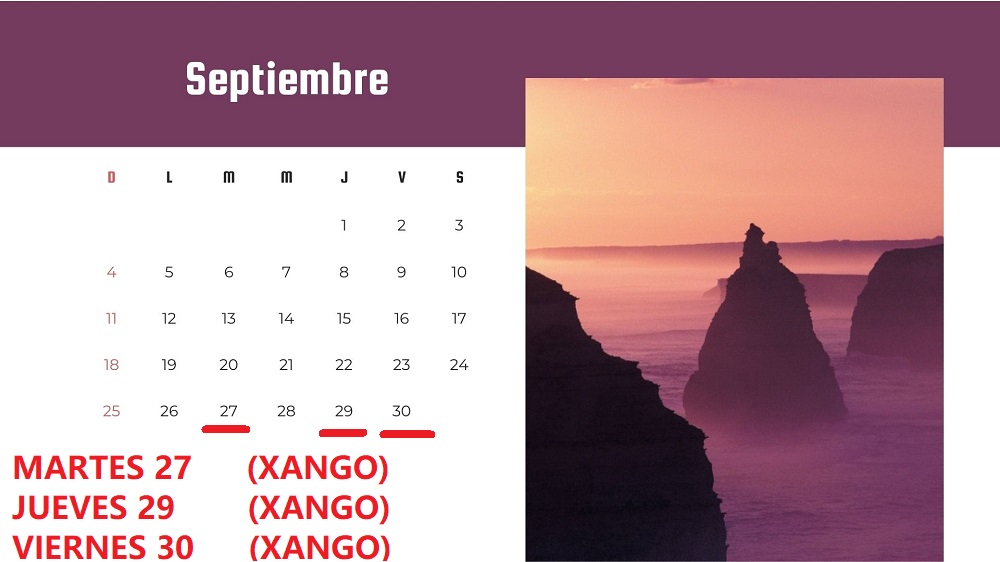 Septiembre
D L M M J V S
1 2 3
4 5 6 7 8 9 10
11 12 13 14 15 16 17
18 19 20 21 22 23 24
25 26 27 28 29 30
MARTES 27 (XANGO)
JUEVES 29 (XANGO)
VIERNES 30 (XANGO)